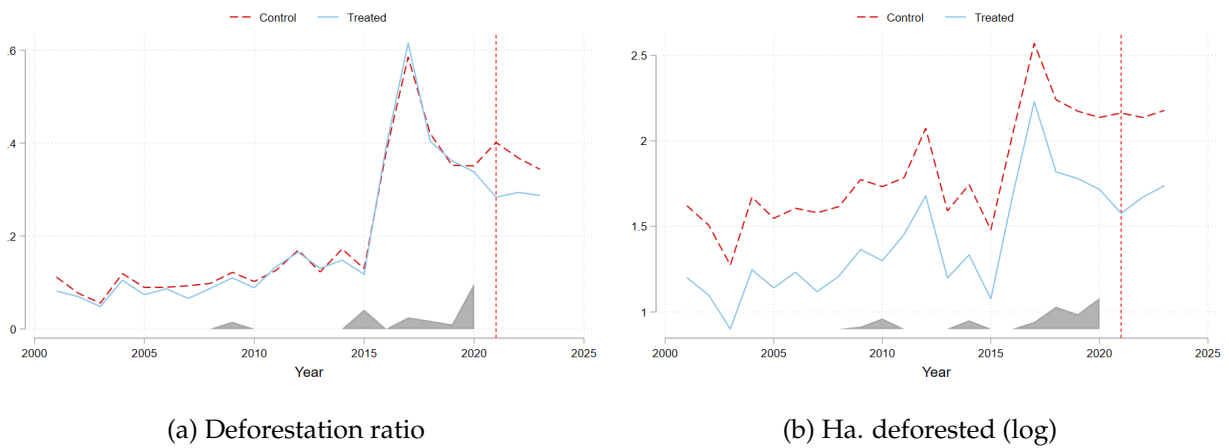 Control Treated
.6
.4
.2
0
2000 2005 2010 2015 2020 2025
Year
(a) Deforestation ratio
Control Treated
2.5
2
1.5
1
2000 2005 2010 2015 2020 2025
Year
(b) Ha. deforested (log)